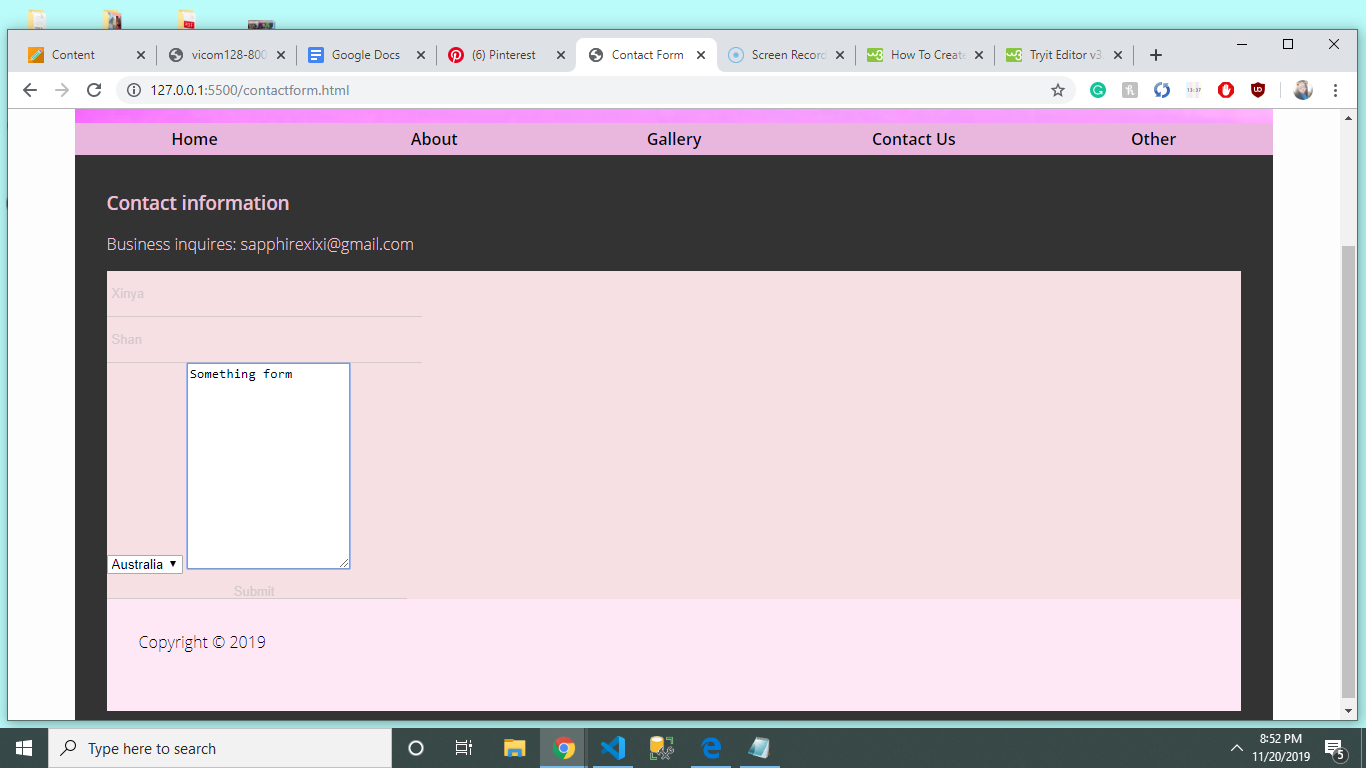 Content
vicom128-800
Google Docs
(6) Pinterest
Contact Form
Screen Record
How To Create
Tryit Editor v3.
127.0.0.1:5500/contactform.html
13:37
Home
About
Gallery
Contact Us
Other
Contact information
Business inquires: sapphirexixi@gmail.com
Xinya
Shan
Something form
Australia
Submit
Copyright © 2019
Type here to search
8:52 PM
11/20/2019
5